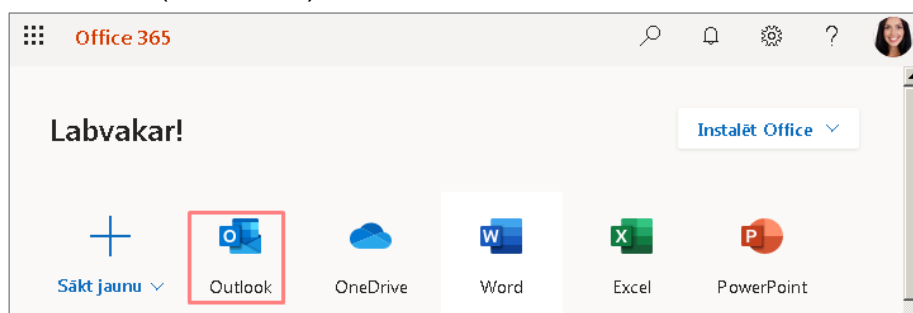 Office 365
?
Labvakar!
Instalēt Office
Sākt jaunu
Outlook
OneDrive
Word
Excel
PowerPoint